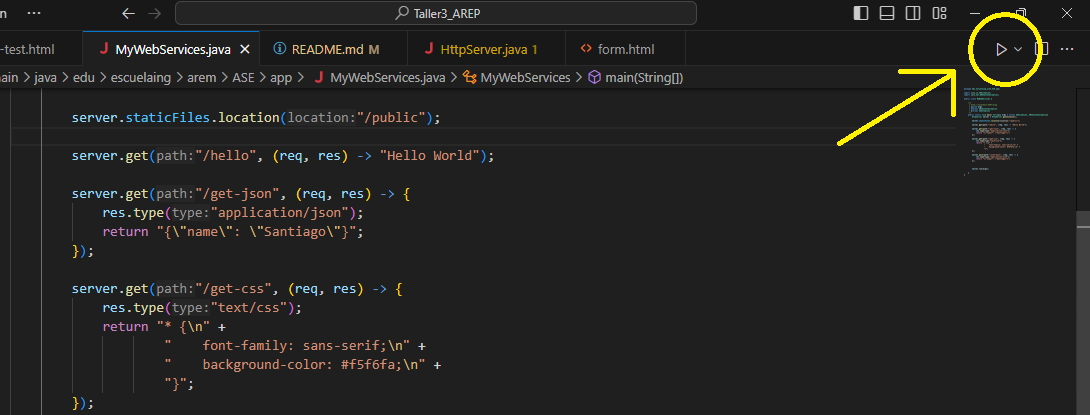 n ··· Taller3_AREP
-test.html J MyWebServices.java README.md M J HttpServer.java 1 <> form.html
ain > java > edu > escuelaing > arem > ASE > app > J MyWebServices.java > MyWebServices > main(String[])
server.staticFiles.location(location:"/public");
server.get(path:"/hello", (req, res) -> "Hello World");
server.get(path:"/get-json", (req, res) -> {
res.type(type:"application/json");
return "{\"name\": \"Santiago\"}";
});
server.get(path:"/get-css", (req, res) -> {
res.type(type:"text/css");
return "* {\n" +
"    font-family: sans-serif;\n" +
"    background-color: #f5f6fa;\n" +
"}";
});